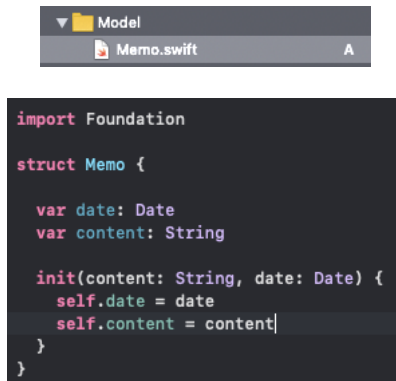 Model
Memo.swift A
import Foundation
struct Memo {
var date: Date
var content: String
init(content: String, date: Date) {
self.date = date
self.content = content
}
}